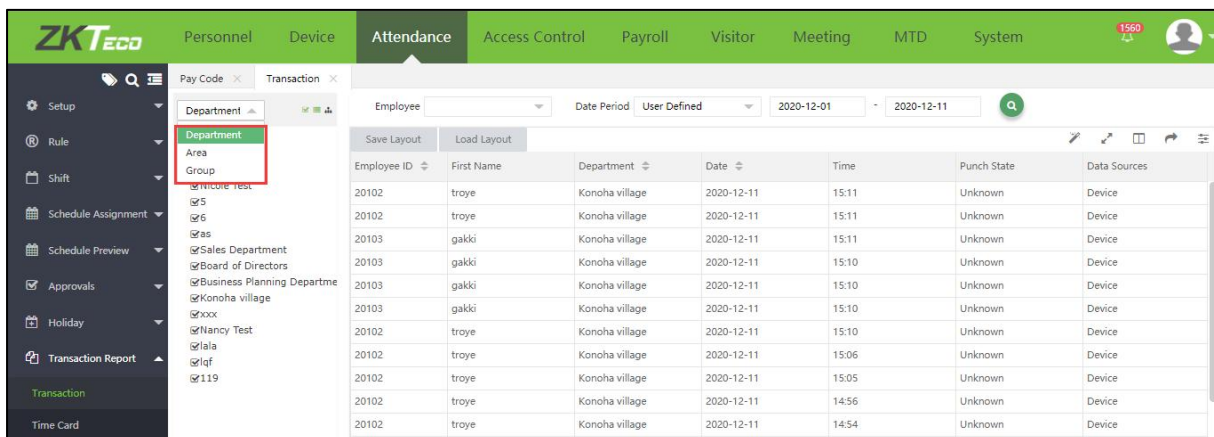 ZKTeco Personnel Device Attendance Access Control Payroll Visitor Meeting MTD System 1560
Pay Code Transaction
Setup
Rule
Shift
Schedule Assignment
Schedule Preview
Approvals
Holiday
Transaction Report
Transaction
Time Card
Department
Department
Area
Group
Nicole Test
5
6
as
Sales Department
Board of Directors
Business Planning Departme
Konoha village
xxx
Nancy Test
lala
lqf
119
Employee Date Period User Defined 2020-12-01 - 2020-12-11
Save Layout Load Layout
Employee ID First Name Department Date Time Punch State Data Sources
20102 troye Konoha village 2020-12-11 15:11 Unknown Device
20102 troye Konoha village 2020-12-11 15:11 Unknown Device
20103 gakki Konoha village 2020-12-11 15:11 Unknown Device
20103 gakki Konoha village 2020-12-11 15:10 Unknown Device
20103 gakki Konoha village 2020-12-11 15:10 Unknown Device
20103 gakki Konoha village 2020-12-11 15:10 Unknown Device
20102 troye Konoha village 2020-12-11 15:10 Unknown Device
20102 troye Konoha village 2020-12-11 15:06 Unknown Device
20102 troye Konoha village 2020-12-11 15:05 Unknown Device
20102 troye Konoha village 2020-12-11 14:56 Unknown Device
20102 troye Konoha village 2020-12-11 14:54 Unknown Device